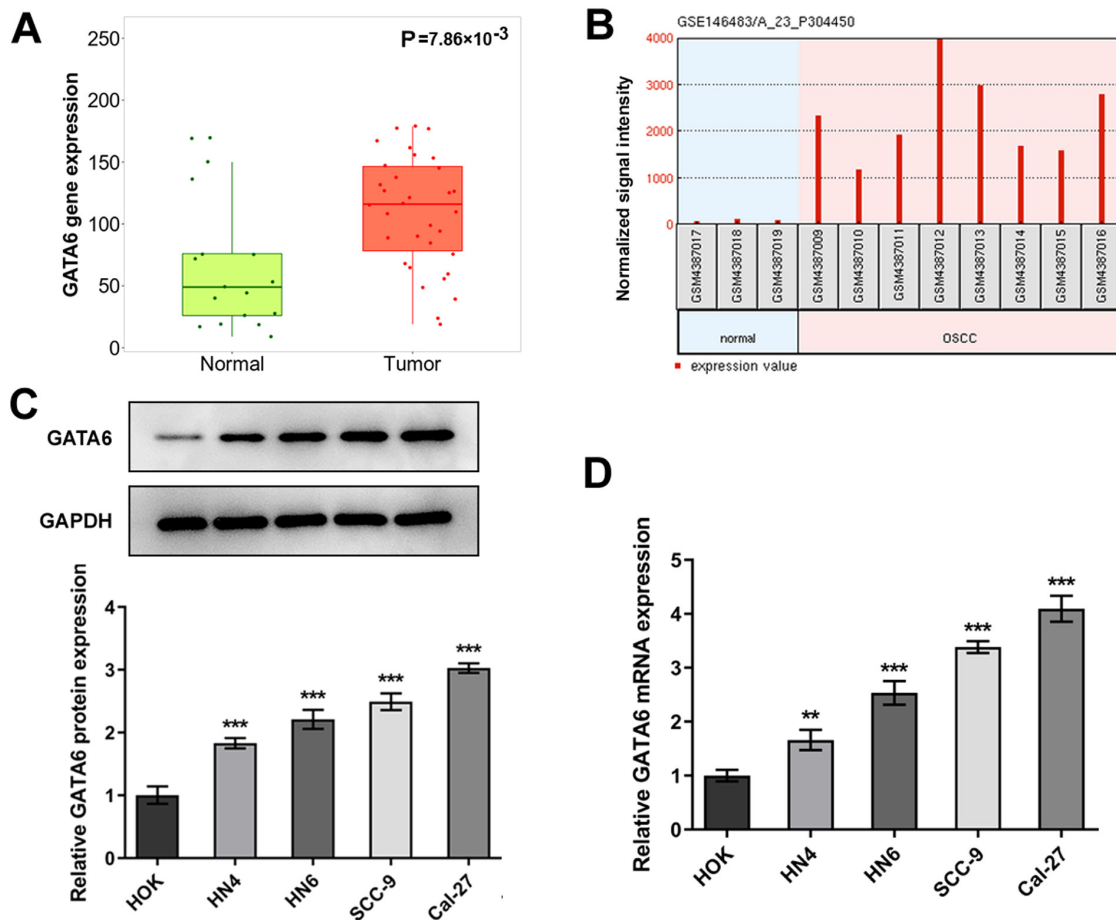 A
P=7.86×10-3
GATA6 gene expression
250
200
150
100
50
0
Normal
Tumor
B
GSE146483/A_23_P304450
Normalized signal intensity
4000
3000
2000
1000
0
GSM4387017
GSM4387018
GSM4387019
GSM4387009
GSM4387010
GSM4387011
GSM4387012
GSM4387013
GSM4387014
GSM4387015
GSM4387016
normal
OSCC
expression value
C
GATA6
GAPDH
Relative GATA6 protein expression
4
3
2
1
0
***
***
***
***
HOK
HN4
HN6
SCC-9
Cal-27
D
Relative GATA6 mRNA expression
5
4
3
2
1
0
**
***
***
***
HOK
HN4
HN6
SCC-9
Cal-27